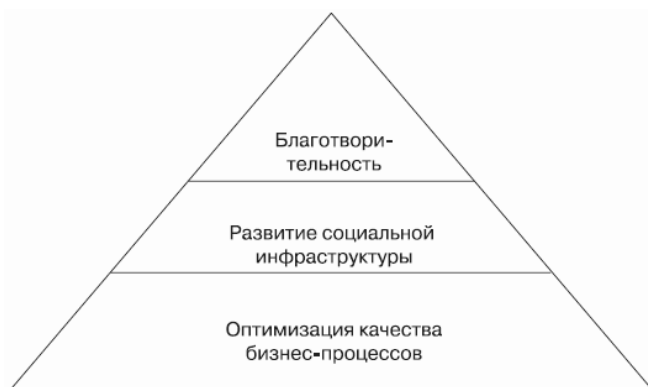 Благотвори-
тельность
Развитие социальной
инфраструктуры
Оптимизация качества
бизнес-процессов